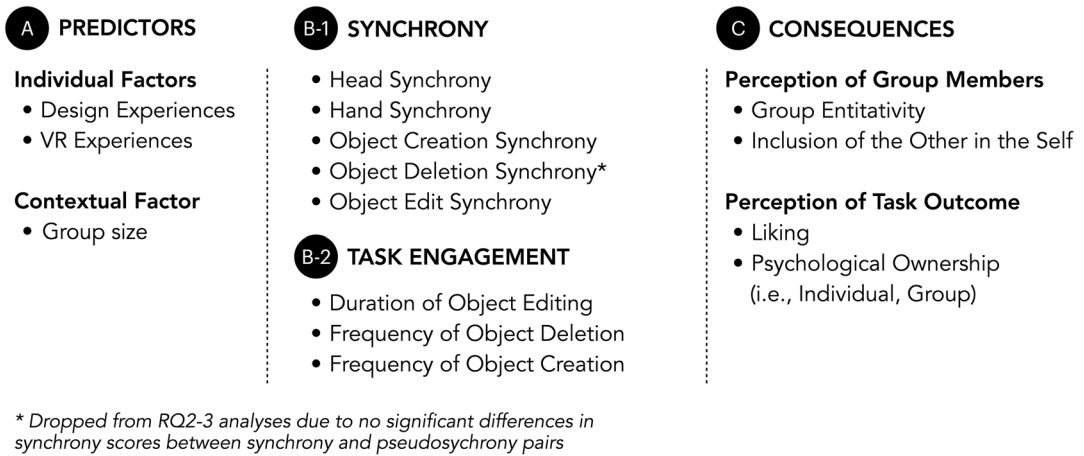 A PREDICTORS
Individual Factors
• Design Experiences
• VR Experiences
Contextual Factor
• Group size
B-1 SYNCHRONY
• Head Synchrony
• Hand Synchrony
• Object Creation Synchrony
• Object Deletion Synchrony*
• Object Edit Synchrony
B-2 TASK ENGAGEMENT
• Duration of Object Editing
• Frequency of Object Deletion
• Frequency of Object Creation
C CONSEQUENCES
Perception of Group Members
• Group Entitativity
• Inclusion of the Other in the Self
Perception of Task Outcome
• Liking
• Psychological Ownership
(i.e., Individual, Group)
* Dropped from RQ2-3 analyses due to no significant differences in
synchrony scores between synchrony and pseudosychrony pairs